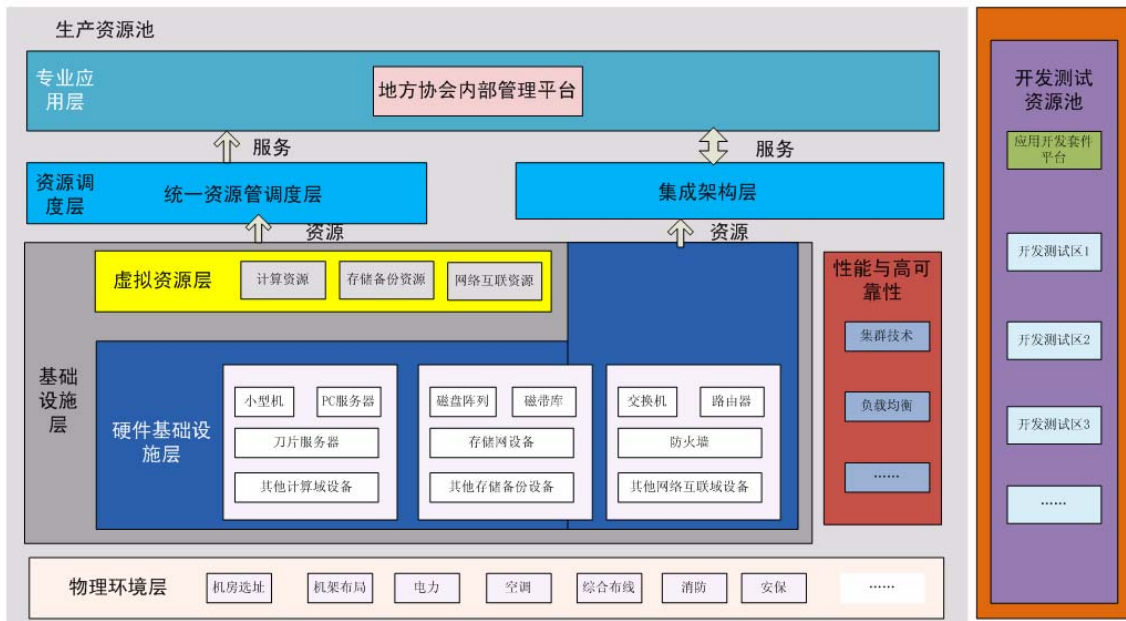 生产资源池
专业应
用层
地方协会内部管理平台
服务
服务
资源调
度层
统一资源管调度层
集成架构层
资源
资源
基础
设施
层
虚拟资源层
计算资源
存储备份资源
网络互联资源
硬件基础设
施层
小型机
PC服务器
刀片服务器
其他计算域设备
磁盘阵列
磁带库
存储网设备
其他存储备份设备
交换机
路由器
防火墙
其他网络互联域设备
性能与高可
靠性
集群技术
负载均衡
……
物理环境层
机房选址
机架布局
电力
空调
综合布线
消防
安保
……
开发测试
资源池
应用开发套件
平台
开发测试区1
开发测试区2
开发测试区3
……